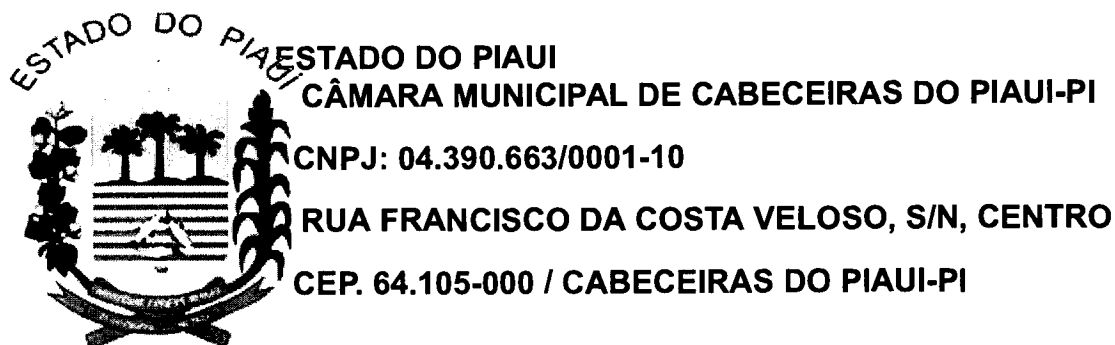 ESTADO DO PIAUÍ
ESTADO DO PIAUI
CÂMARA MUNICIPAL DE CABECEIRAS DO PIAUI-PI
CNPJ: 04.390.663/0001-10
RUA FRANCISCO DA COSTA VELOSO, S/N, CENTRO
CEP. 64.105-000 / CABECEIRAS DO PIAUI-PI